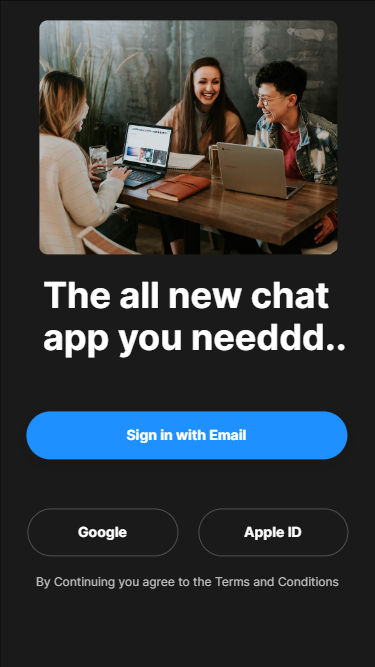 The all new chat
app you needdd..
Sign in with Email
Google
Apple ID
By Continuing you agree to the Terms and Conditions